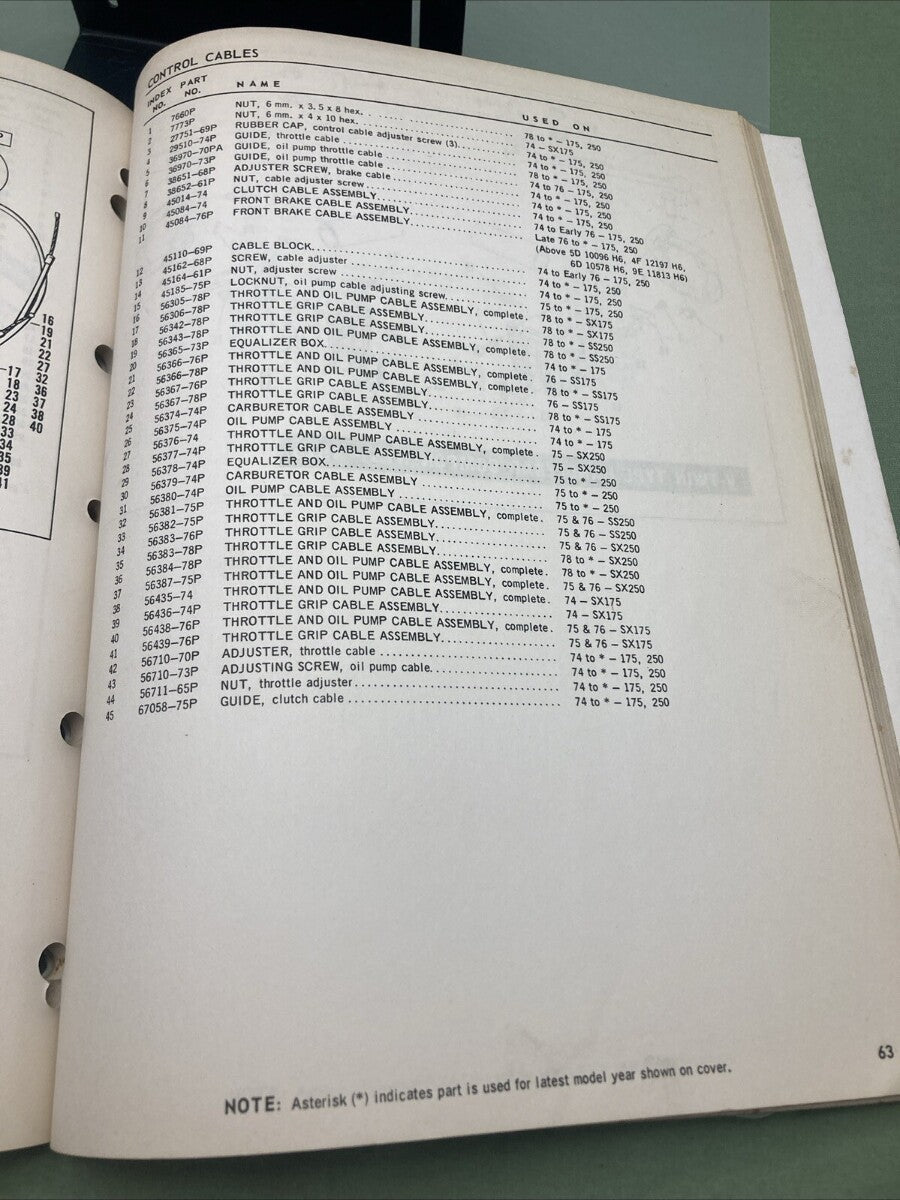 16
19
21
22
17 27
18 32
23 36
24 37
28 38
33 40
34
35
39
41
CONTROL CABLES
INDEX NO. PART NO. NAME USED ON
1 7660P NUT, 6 mm. x 3.5 x 8 hex. 78 to * – 175, 250
2 7773P NUT, 6 mm. x 4 x 10 hex. 74 – SX175
3 27751–69P RUBBER CAP, control cable adjuster screw (3) 74 to * – 175, 250
4 29510–74P GUIDE, throttle cable 74 to * – 175, 250
5 36970–70PA GUIDE, oil pump throttle cable 78 to * – 175, 250
6 36970–73P GUIDE, oil pump throttle cable 74 to 76 – 175, 250
7 38651–68P ADJUSTER SCREW, brake cable 74 to * – 175, 250
8 38652–61P NUT, cable adjuster screw 74 to * – 175, 250
9 45014–74 CLUTCH CABLE ASSEMBLY 74 to * – 175, 250
10 45084–74 FRONT BRAKE CABLE ASSEMBLY 74 to Early 76 – 175, 250
11 45084–76P FRONT BRAKE CABLE ASSEMBLY Late 76 to * – 175, 250
(Above 5D 10096 H6, 4F 12197 H6,
6D 10578 H6, 9E 11813 H6)
12 45110–69P CABLE BLOCK 74 to Early 76 – 175, 250
13 45162–68P SCREW, cable adjuster 74 to * – 175, 250
14 45164–61P NUT, adjuster screw 74 to * – 175, 250
15 45185–75P LOCKNUT, oil pump cable adjusting screw 75 to * – 175, 250
16 56305–78P THROTTLE AND OIL PUMP CABLE ASSEMBLY, complete 78 to * – SX175
17 56306–78P THROTTLE GRIP CABLE ASSEMBLY 78 to * – SX175
18 56342–78P THROTTLE GRIP CABLE ASSEMBLY 78 to * – SS250
19 56343–78P THROTTLE AND OIL PUMP CABLE ASSEMBLY, complete 78 to * – SS250
20 56365–73P EQUALIZER BOX 74 to * – 175
21 56366–76P THROTTLE AND OIL PUMP CABLE ASSEMBLY, complete 76 – SS175
22 56366–78P THROTTLE AND OIL PUMP CABLE ASSEMBLY, complete 78 to * – SS175
23 56367–76P THROTTLE GRIP CABLE ASSEMBLY 76 – SS175
24 56367–78P THROTTLE GRIP CABLE ASSEMBLY 78 to * – SS175
25 56374–74P CARBURETOR CABLE ASSEMBLY 74 to * – 175
26 56375–74P OIL PUMP CABLE ASSEMBLY 74 to * – 175
27 56376–74 THROTTLE AND OIL PUMP CABLE ASSEMBLY, complete 75 – SX250
28 56377–74P THROTTLE GRIP CABLE ASSEMBLY 75 – SX250
29 56378–74P EQUALIZER BOX 75 to * – 250
30 56379–74P CARBURETOR CABLE ASSEMBLY 75 to * – 250
31 56380–74P OIL PUMP CABLE ASSEMBLY 75 to * – 250
32 56381–75P THROTTLE AND OIL PUMP CABLE ASSEMBLY, complete 75 & 76 – SS250
33 56382–75P THROTTLE GRIP CABLE ASSEMBLY 75 & 76 – SS250
34 56383–76P THROTTLE GRIP CABLE ASSEMBLY 75 & 76 – SX250
35 56383–78P THROTTLE GRIP CABLE ASSEMBLY 78 to * – SX250
36 56384–78P THROTTLE AND OIL PUMP CABLE ASSEMBLY, complete 78 to * – SX250
37 56387–75P THROTTLE AND OIL PUMP CABLE ASSEMBLY, complete 75 & 76 – SX250
38 56435–74 THROTTLE AND OIL PUMP CABLE ASSEMBLY, complete 74 – SX175
39 56436–74P THROTTLE GRIP CABLE ASSEMBLY 74 – SX175
40 56438–76P THROTTLE AND OIL PUMP CABLE ASSEMBLY, complete 75 & 76 – SX175
41 56439–76P THROTTLE GRIP CABLE ASSEMBLY 75 & 76 – SX175
42 56710–70P ADJUSTER, throttle cable 74 to * – 175, 250
43 56710–73P ADJUSTING SCREW, oil pump cable 74 to * – 175, 250
44 56711–65P NUT, throttle adjuster 74 to * – 175, 250
45 67058–75P GUIDE, clutch cable 74 to * – 175, 250
63
NOTE: Asterisk (*) indicates part is used for latest model year shown on cover.